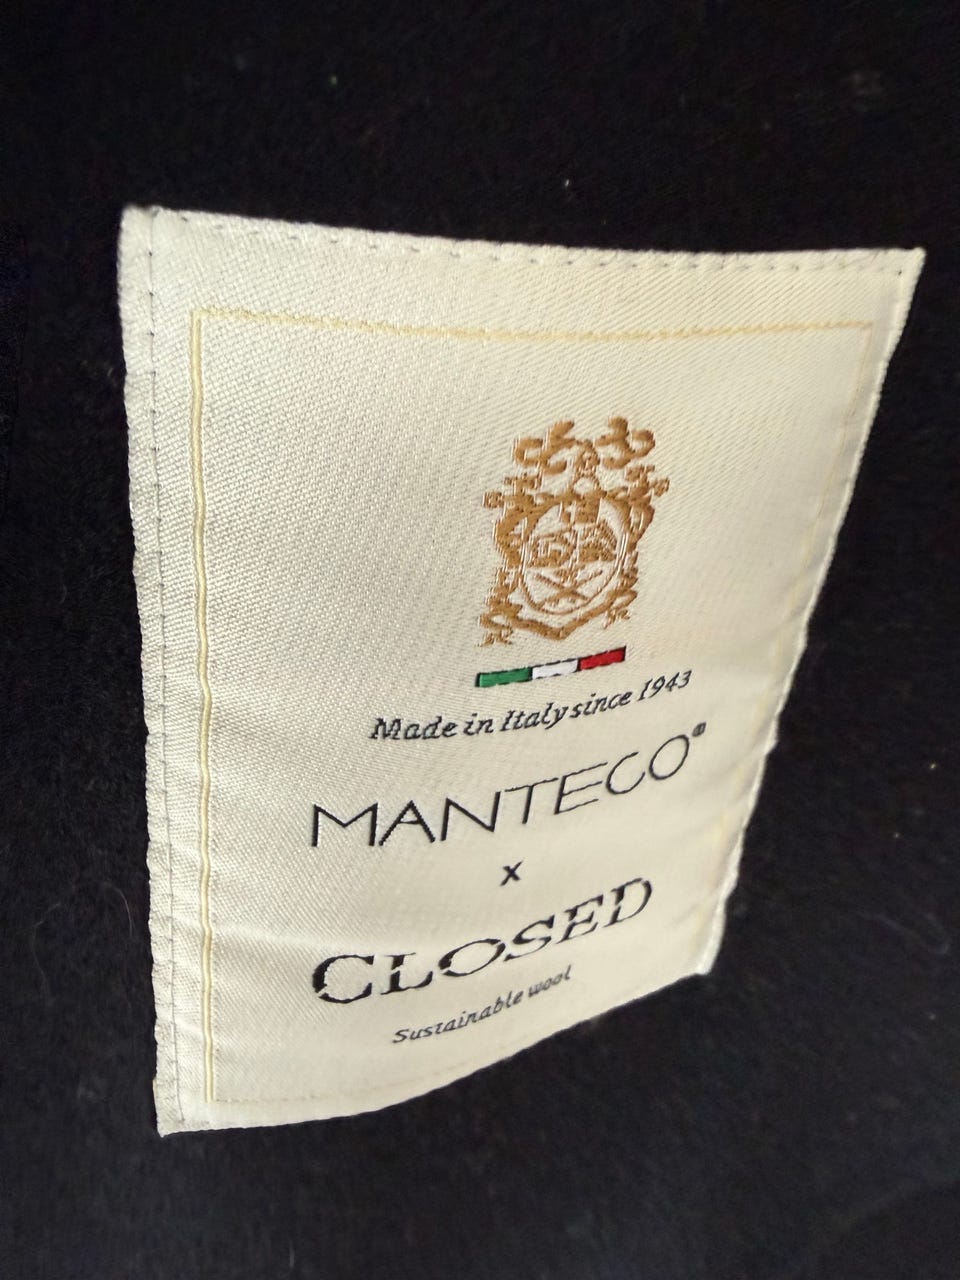 Made in Italy since 1943
MANTECO®
x
CLOSED
Sustainable wool